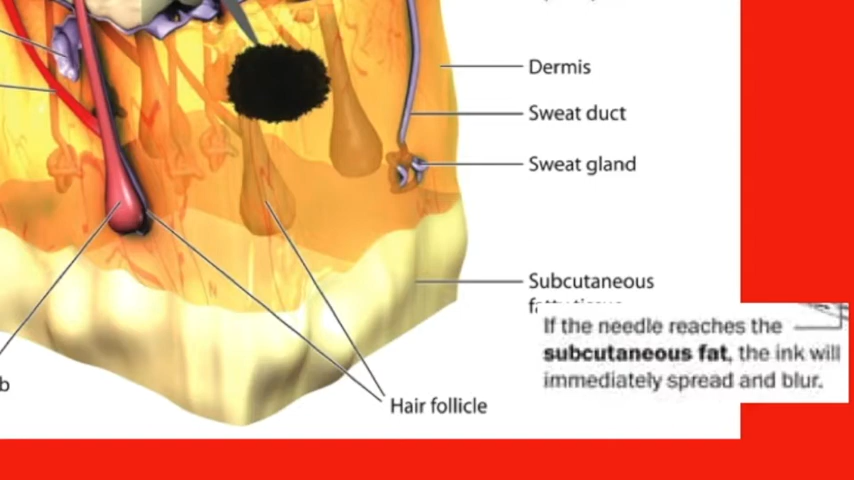 Dermis
Sweat duct
Sweat gland
Subcutaneous
If the needle reaches the
subcutaneous fat, the ink will
immediately spread and blur.
b
Hair follicle